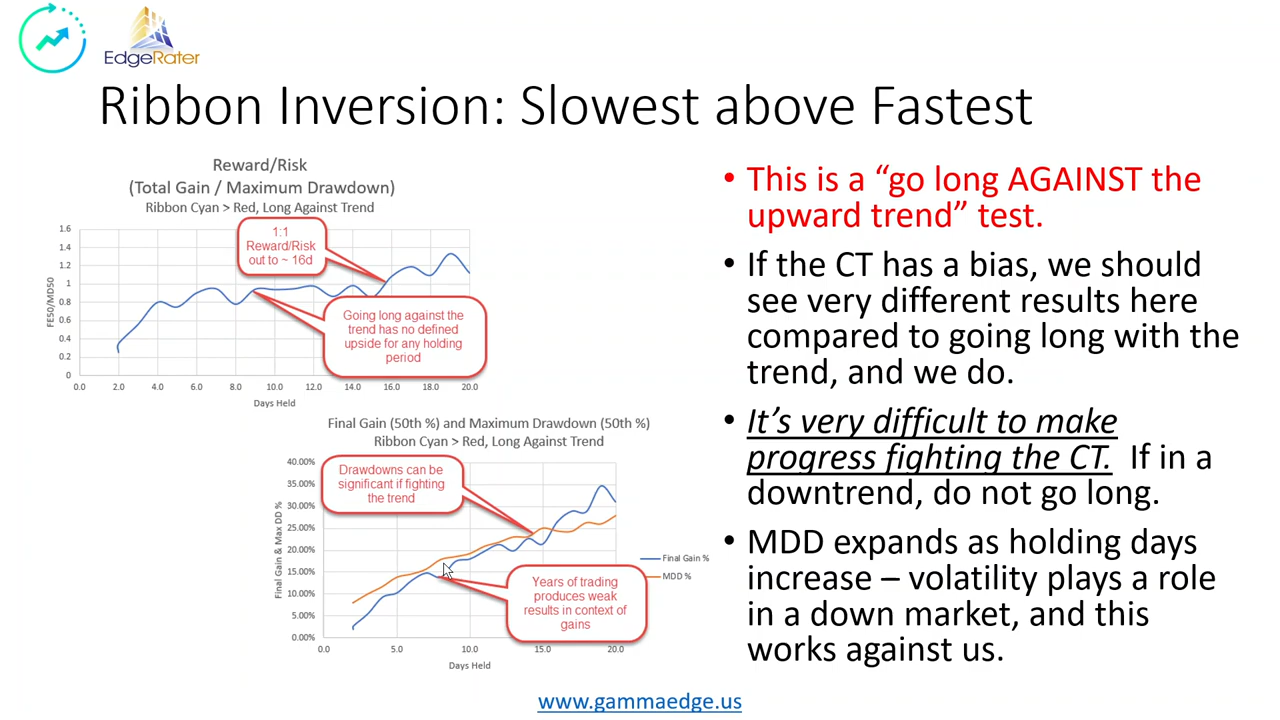 EdgeRater
Ribbon Inversion: Slowest above Fastest
Reward/Risk
(Total Gain / Maximum Drawdown)
Ribbon Cyan > Red, Long Against Trend
FE50/MD50
1.6
1.4
1.2
1
0.8
0.6
0.4
0.2
0
0.0 2.0 4.0 6.0 8.0 10.0 12.0 14.0 16.0 18.0 20.0
Days Held
1:1
Reward/Risk
out to ~ 16d
Going long against the
trend has no defined
upside for any holding
period
Final Gain (50th %) and Maximum Drawdown (50th %)
Ribbon Cyan > Red, Long Against Trend
Final Gain & Max DD %
40.00%
35.00%
30.00%
25.00%
20.00%
15.00%
10.00%
5.00%
0.00%
0.0 5.0 10.0 15.0 20.0
Days Held
Drawdowns can be
significant if fighting
the trend
Years of trading
produces weak
results in context of
gains
Final Gain %
MDD %
• This is a “go long AGAINST the
upward trend” test.
• If the CT has a bias, we should
see very different results here
compared to going long with the
trend, and we do.
• It’s very difficult to make
progress fighting the CT. If in a
downtrend, do not go long.
• MDD expands as holding days
increase – volatility plays a role
in a down market, and this
works against us.
www.gammaedge.us